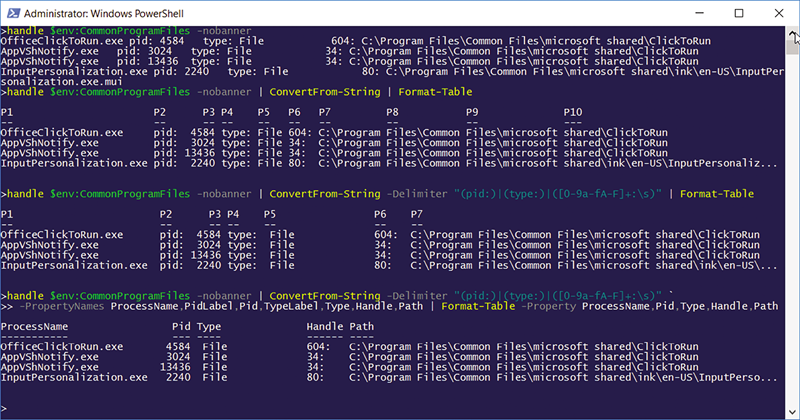 Administrator: Windows PowerShell
>handle $env:CommonProgramFiles -nobanner
OfficeClickToRun.exe pid: 4584 type: File 604: C:\Program Files\Common Files\microsoft shared\ClickToRun
AppVShNotify.exe pid: 3024 type: File 34: C:\Program Files\Common Files\microsoft shared\ClickToRun
AppVShNotify.exe pid: 13436 type: File 34: C:\Program Files\Common Files\microsoft shared\ClickToRun
InputPersonalization.exe pid: 2240 type: File 80: C:\Program Files\Common Files\microsoft shared\ink\en-US\InputPer
sonalization.exe.mui
>handle $env:CommonProgramFiles -nobanner | ConvertFrom-String | Format-Table
P1 P2 P3 P4 P5 P6 P7 P8 P9 P10
-- -- -- -- -- -- -- -- -- ---
OfficeClickToRun.exe pid: 4584 type: File 604: C:\Program Files\Common Files\microsoft shared\ClickToRun
AppVShNotify.exe pid: 3024 type: File 34: C:\Program Files\Common Files\microsoft shared\ClickToRun
AppVShNotify.exe pid: 13436 type: File 34: C:\Program Files\Common Files\microsoft shared\ClickToRun
InputPersonalization.exe pid: 2240 type: File 80: C:\Program Files\Common Files\microsoft shared\ink\en-US\InputPersonaliz...
>handle $env:CommonProgramFiles -nobanner | ConvertFrom-String -Delimiter "(pid:)|(type:)|([0-9a-fA-F]+:\s)" | Format-Table
P1 P2 P3 P4 P5 P6 P7
-- -- -- -- -- -- --
OfficeClickToRun.exe pid: 4584 type: File 604: C:\Program Files\Common Files\microsoft shared\ClickToRun
AppVShNotify.exe pid: 3024 type: File 34: C:\Program Files\Common Files\microsoft shared\ClickToRun
AppVShNotify.exe pid: 13436 type: File 34: C:\Program Files\Common Files\microsoft shared\ClickToRun
InputPersonalization.exe pid: 2240 type: File 80: C:\Program Files\Common Files\microsoft shared\ink\en-US\...
>handle $env:CommonProgramFiles -nobanner | ConvertFrom-String -Delimiter "(pid:)|(type:)|([0-9a-fA-F]+:\s)" `
>> -PropertyNames ProcessName,PidLabel,Pid,TypeLabel,Type,Handle,Path | Format-Table -Property ProcessName,Pid,Type,Handle,Path
ProcessName Pid Type Handle Path
----------- --- ---- ------ ----
OfficeClickToRun.exe 4584 File 604: C:\Program Files\Common Files\microsoft shared\ClickToRun
AppVShNotify.exe 3024 File 34: C:\Program Files\Common Files\microsoft shared\ClickToRun
AppVShNotify.exe 13436 File 34: C:\Program Files\Common Files\microsoft shared\ClickToRun
InputPersonalization.exe 2240 File 80: C:\Program Files\Common Files\microsoft shared\ink\en-US\InputPerso...
>